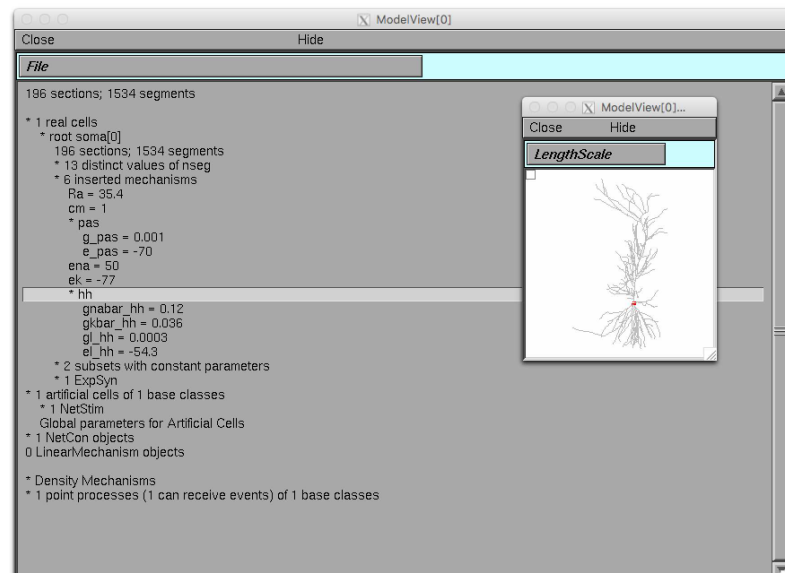 ModelView[0]
Close Hide
File
196 sections; 1534 segments
* 1 real cells
* root soma[0]
196 sections; 1534 segments
* 13 distinct values of nseg
* 6 inserted mechanisms
Ra = 35.4
cm = 1
* pas
g_pas = 0.001
e_pas = -70
ena = 50
ek = -77
* hh
gnabar_hh = 0.12
gkbar_hh = 0.036
gl_hh = 0.0003
el_hh = -54.3
* 2 subsets with constant parameters
* 1 ExpSyn
* 1 artificial cells of 1 base classes
* 1 NetStim
Global parameters for Artificial Cells
* 1 NetCon objects
0 LinearMechanism objects
* Density Mechanisms
* 1 point processes (1 can receive events) of 1 base classes
ModelView[0]...
Close Hide
LengthScale